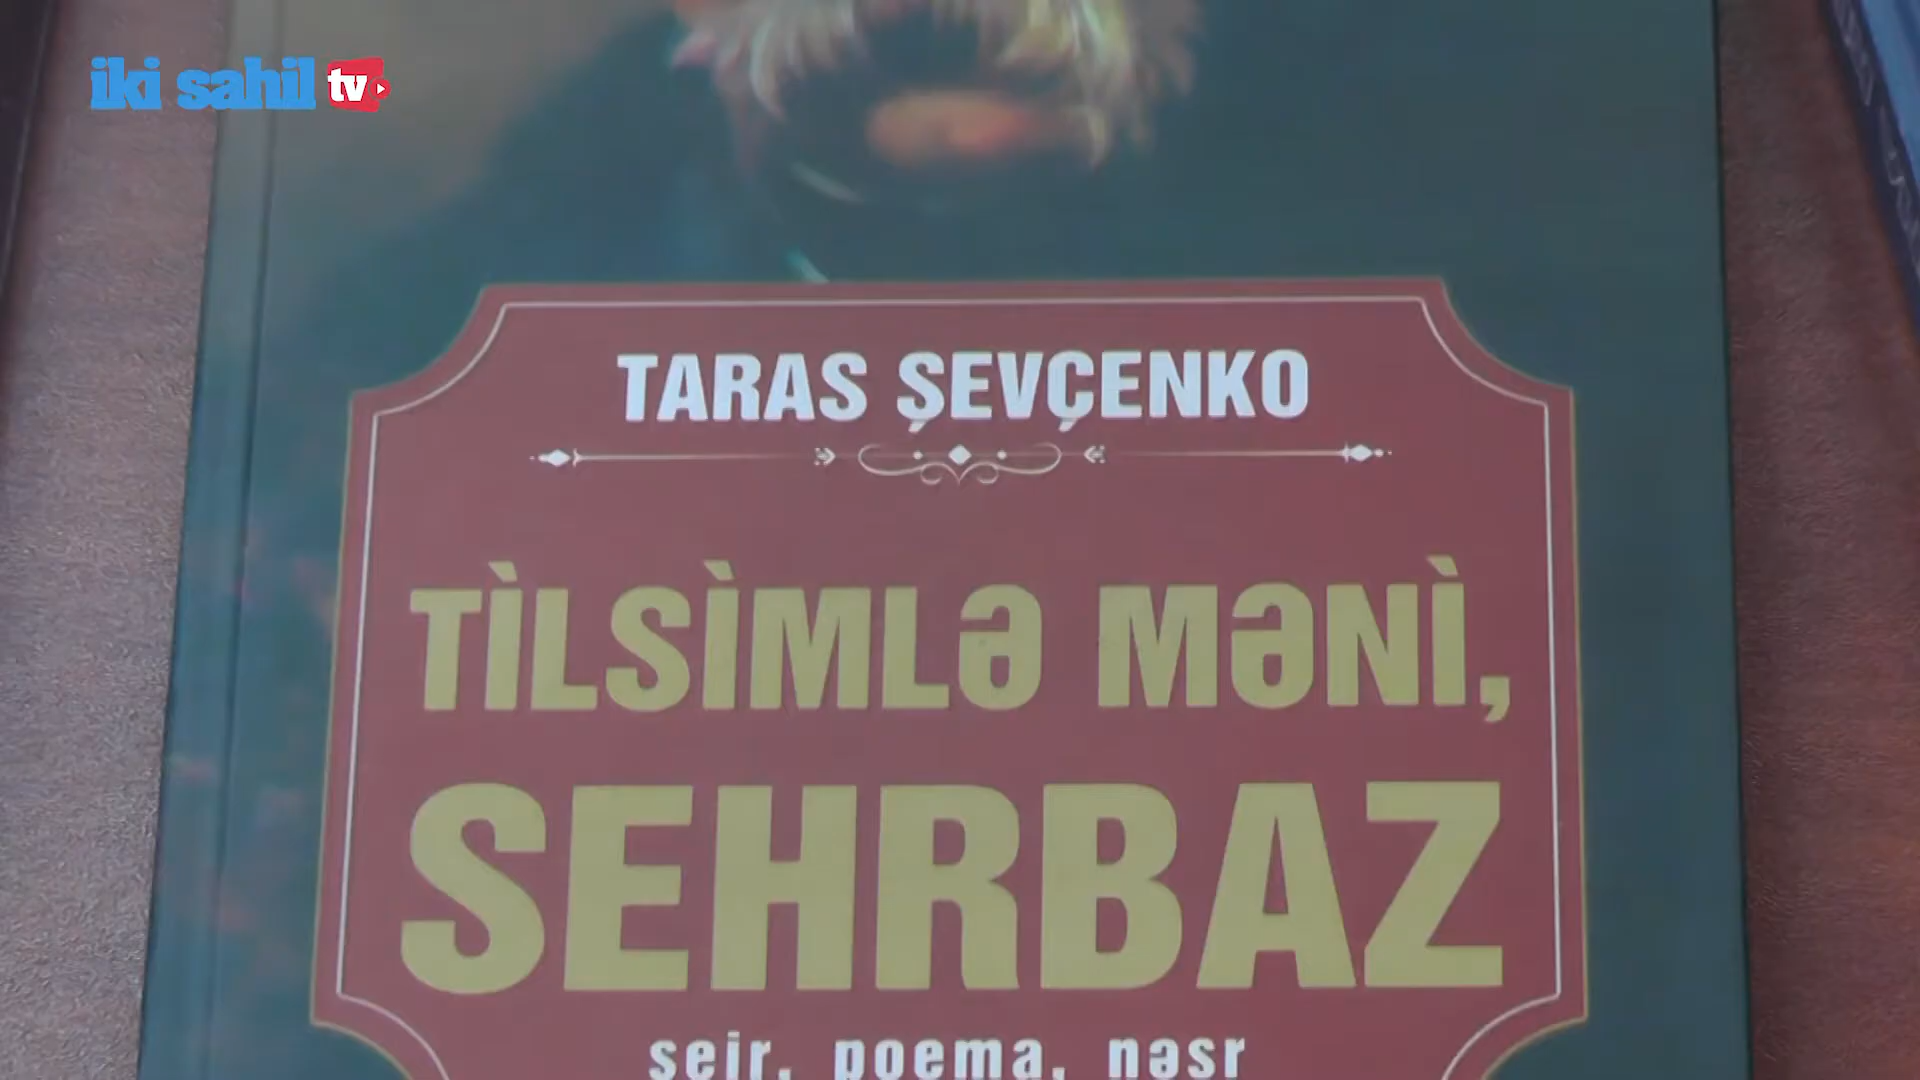 iki sahil tv
TARAS ŞEVÇENKO
TİLSİMLƏ MƏNİ,
SEHRBAZ
şeir, poema, nəsr